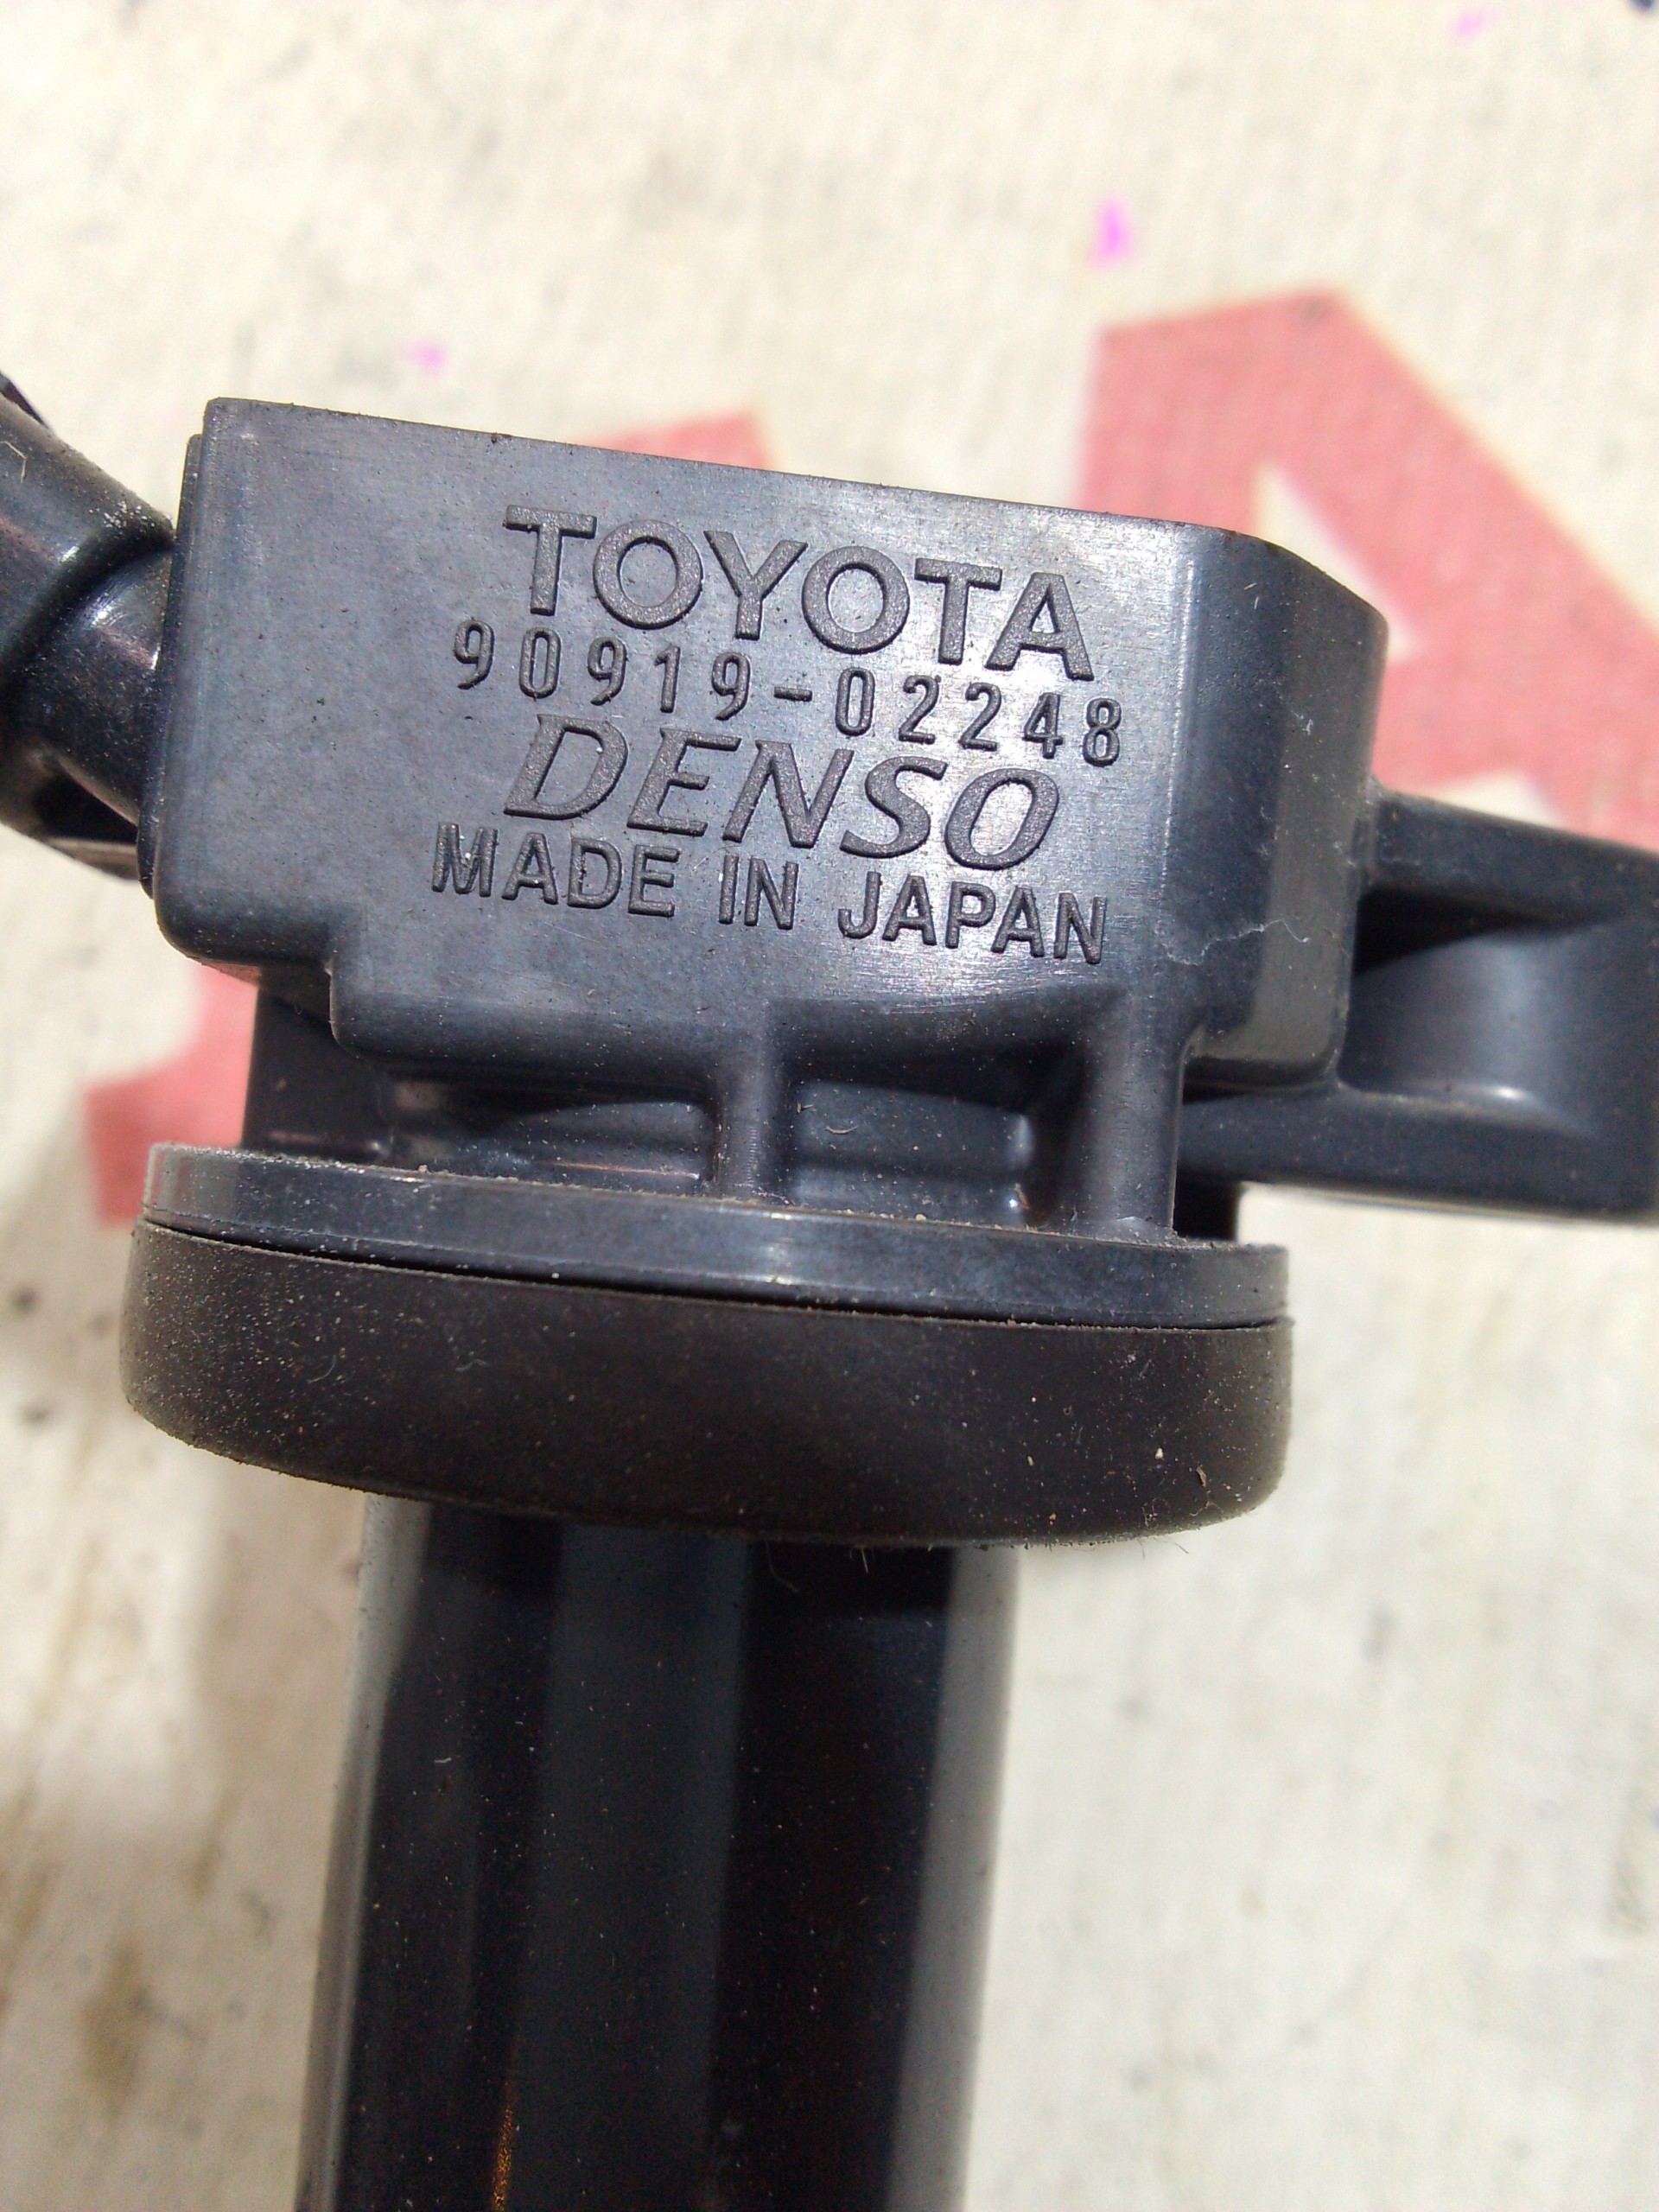 TOYOTA
90919-02248
DENSO
MADE IN JAPAN